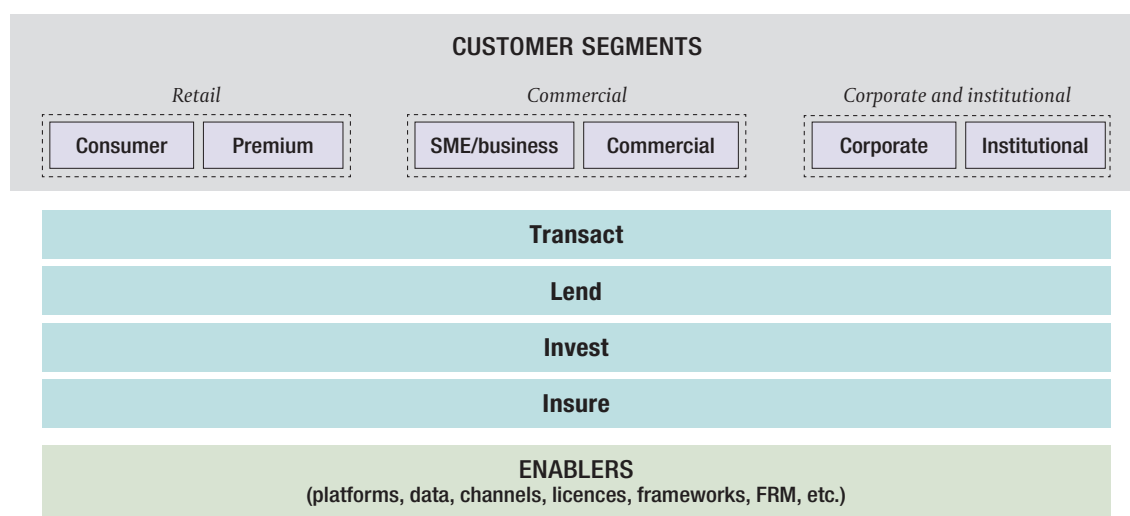 CUSTOMER SEGMENTS
Retail
Commercial
Corporate and institutional
Consumer
Premium
SME/business
Commercial
Corporate
Institutional
Transact
Lend
Invest
Insure
ENABLERS
(platforms, data, channels, licences, frameworks, FRM, etc.)